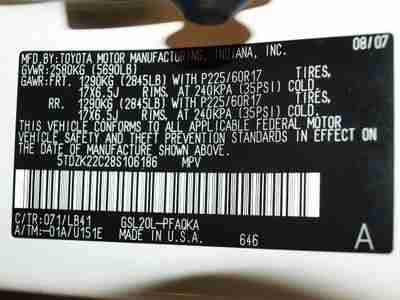 MFD.BY:TOYOTA MOTOR MANUFACTURING, INDIANA, INC. 08/07
GVWR:2580KG (5690LB)
GAWR:FRT. 1290KG (2845LB) WITH P225/60R17 TIRES,
17X6.5J RIMS, AT 240KPA (35PSI) COLD
RR. 1290KG (2845LB) WITH P225/60R17 TIRES,
17X6.5J RIMS, AT 240KPA (35PSI) COLD
THIS VEHICLE CONFORMS TO ALL APPLICABLE FEDERAL MOTOR
VEHICLE SAFETY AND THEFT PREVENTION STANDARDS IN EFFECT ON
THE DATE OF MANUFACTURE SHOWN ABOVE.
5TDZK22C28S106186 MPV
C/TR:071/LB41 GSL20L-PFAQKA
A/TM:-01A/U151E MADE IN U.S.A. 646 A